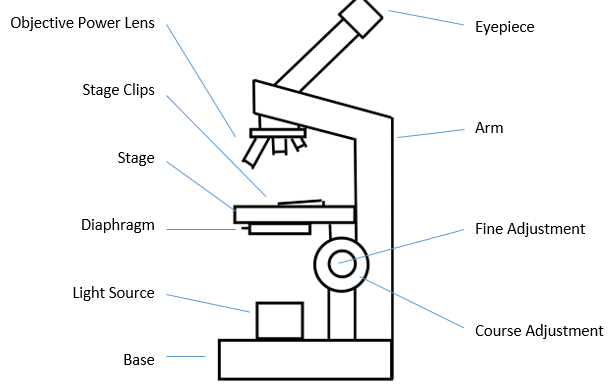 Objective Power Lens
Eyepiece
Stage Clips
Arm
Stage
Diaphragm
Fine Adjustment
Light Source
Course Adjustment
Base